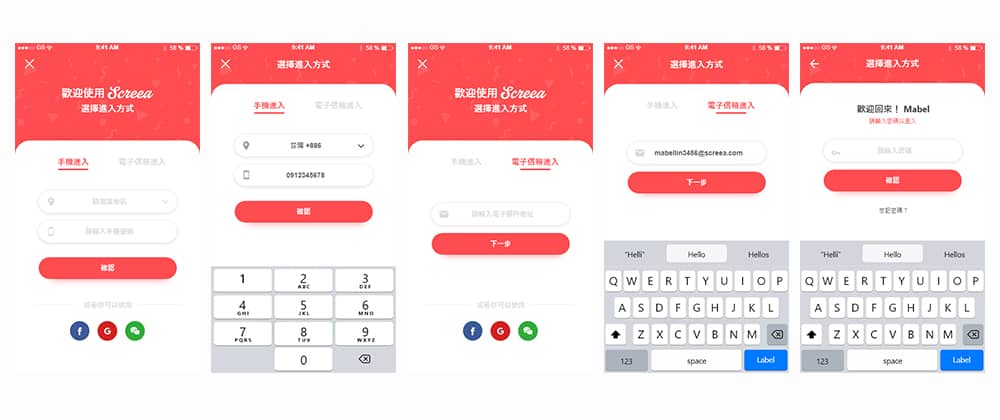 ●●●○○ GS 9:41 AM 58 %
歡迎使用 Screea
選擇進入方式
手機進入 電子信箱進入
請選擇地區
請輸入手機號碼
確認
或者你可以使用
f G
●●●○○ GS 9:41 AM 58 %
選擇進入方式
手機進入 電子信箱進入
台灣 +886
0912345678
確認
1 2 ABC 3 DEF
4 GHI 5 JKL 6 MNO
7 PQRS 8 TUV 9 WXYZ
0
●●●○○ GS 9:41 AM 58 %
歡迎使用 Screea
選擇進入方式
手機進入 電子信箱進入
請輸入電子郵件地址
下一步
或者你可以使用
f G
●●●○○ GS 9:41 AM 58 %
選擇進入方式
手機進入 電子信箱進入
mabellin3456@screea.com
下一步
"Helli" Hello Hellos
Q W E R T Y U I O P
A S D F G H J K L
Z X C V B N M
123 space Label
●●●○○ GS 9:41 AM 58 %
選擇進入方式
歡迎回來！ Mabel
請輸入密碼以登入
請輸入密碼
確認
忘記密碼？
"Helli" Hello Hellos
Q W E R T Y U I O P
A S D F G H J K L
Z X C V B N M
123 space Label